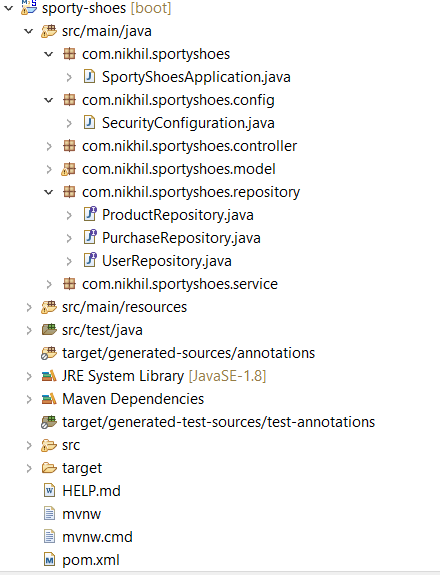 sporty-shoes [boot]
src/main/java
com.nikhil.sportyshoes
SportyShoesApplication.java
com.nikhil.sportyshoes.config
SecurityConfiguration.java
com.nikhil.sportyshoes.controller
com.nikhil.sportyshoes.model
com.nikhil.sportyshoes.repository
ProductRepository.java
PurchaseRepository.java
UserRepository.java
com.nikhil.sportyshoes.service
src/main/resources
src/test/java
target/generated-sources/annotations
JRE System Library [JavaSE-1.8]
Maven Dependencies
target/generated-test-sources/test-annotations
src
target
HELP.md
mvnw
mvnw.cmd
pom.xml